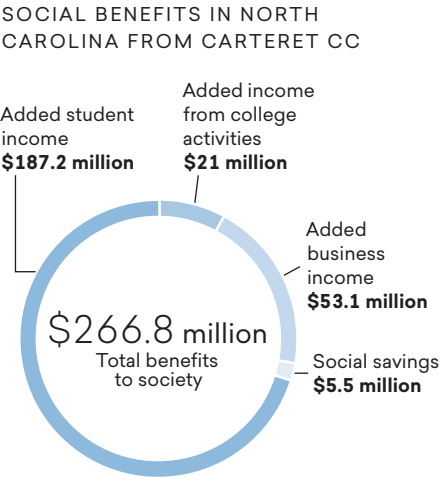 SOCIAL BENEFITS IN NORTH
CAROLINA FROM CARTERET CC
Added income
from college
activities
$21 million
Added student
income
$187.2 million
Added
business
income
$53.1 million
$266.8 million
Total benefits
to society
Social savings
$5.5 million